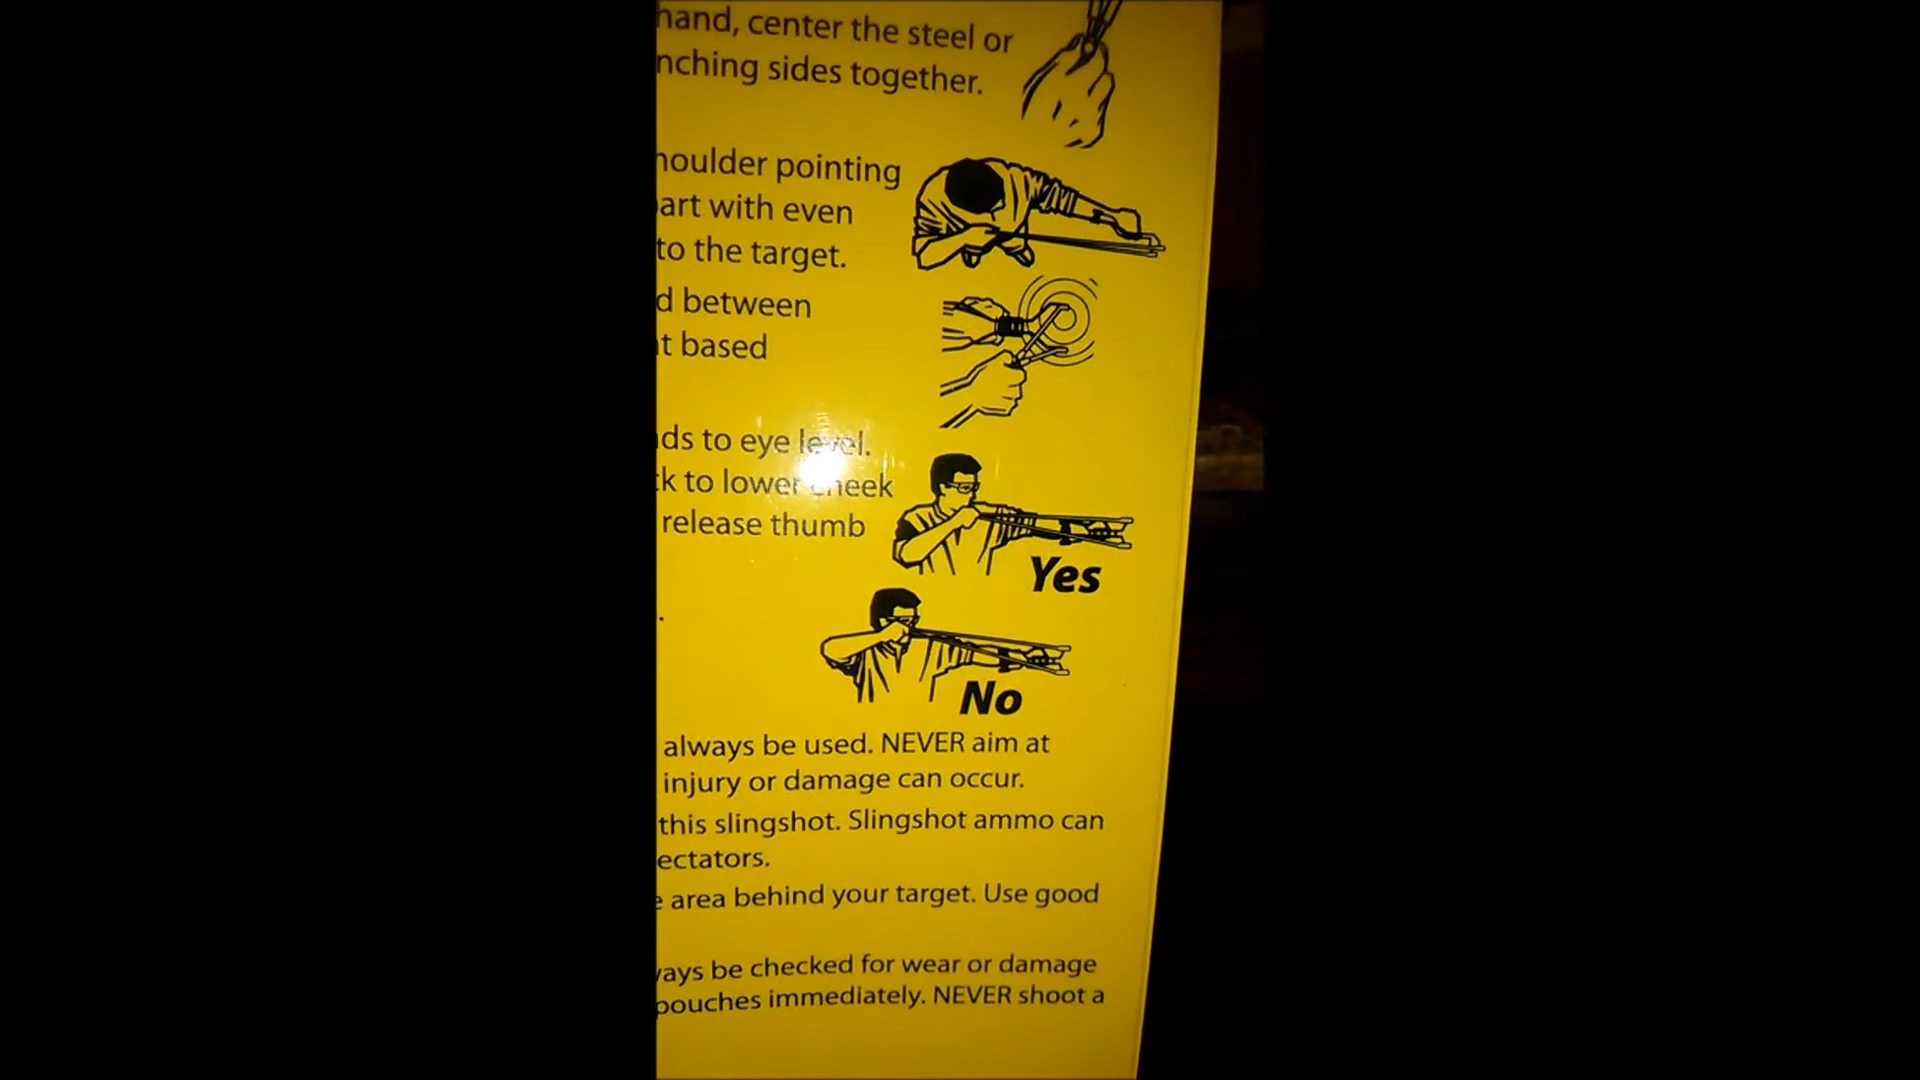 hand, center the steel or
nching sides together.
houlder pointing
art with even
to the target.
d between
t based
ds to eye level.
k to lower cheek
release thumb
Yes
.
No
always be used. NEVER aim at
injury or damage can occur.
this slingshot. Slingshot ammo can
ectators.
area behind your target. Use good
ways be checked for wear or damage
pouches immediately. NEVER shoot a